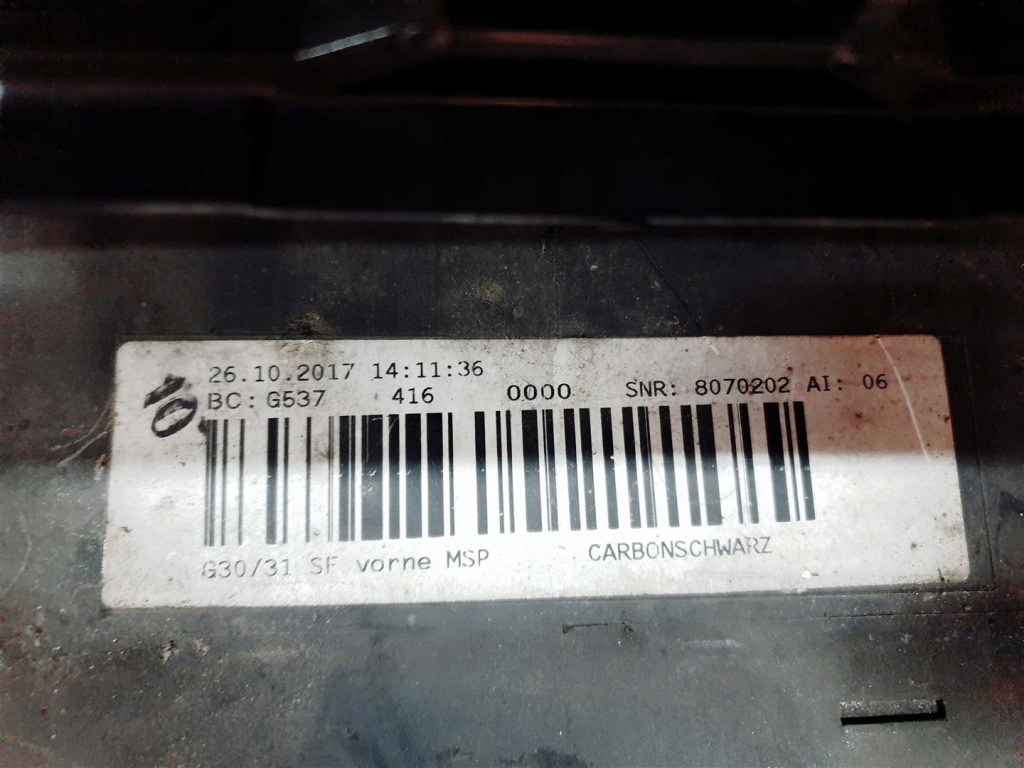 26.10.2017 14:11:36
BC: G537 416 0000 SNR: 8070202 AI: 06
G30/31 SF vorne MSP CARBONSCHWARZ
10